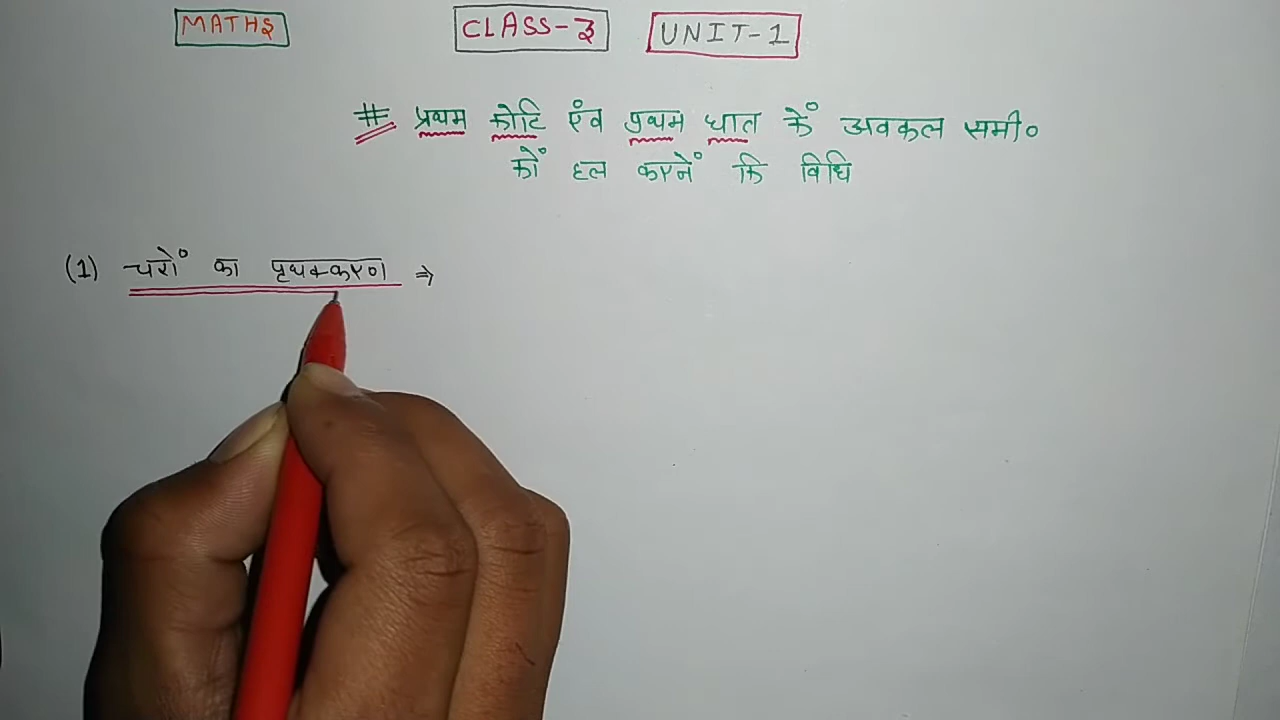 MATHS CLASS-3 UNIT-1
# प्रथम कोटि एंव प्रथम घात कें अवकल समी०
कों हल करनें कि विधि
(1) चरों का पृथक्करण ⇒